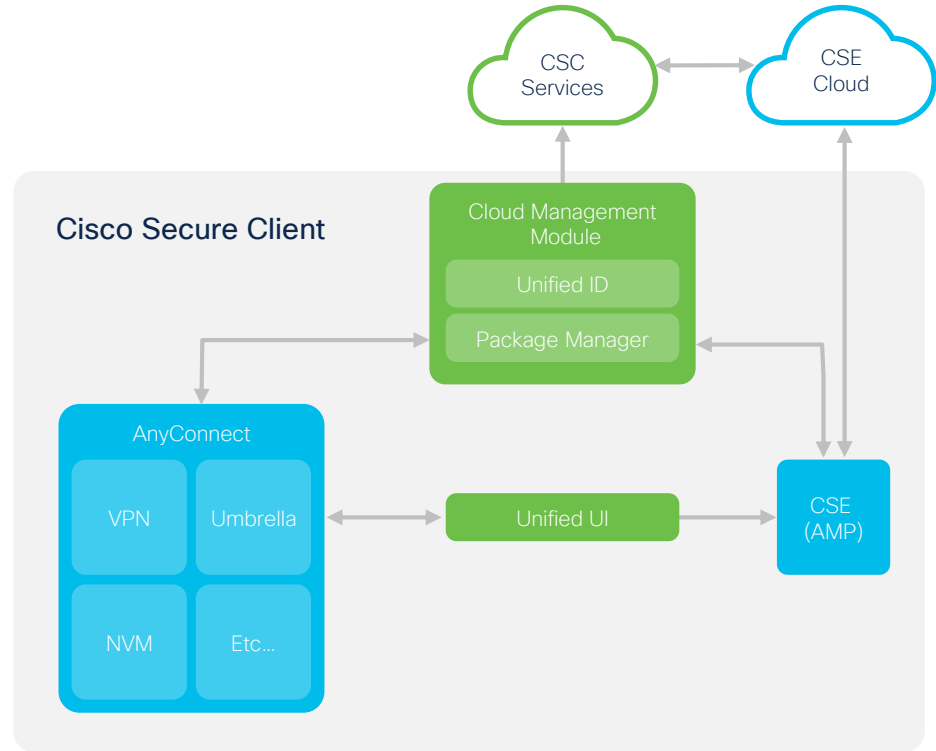 CSC
Services
CSE
Cloud
Cisco Secure Client
Cloud Management
Module
Unified ID
Package Manager
AnyConnect
VPN
Umbrella
NVM
Etc...
Unified UI
CSE
(AMP)